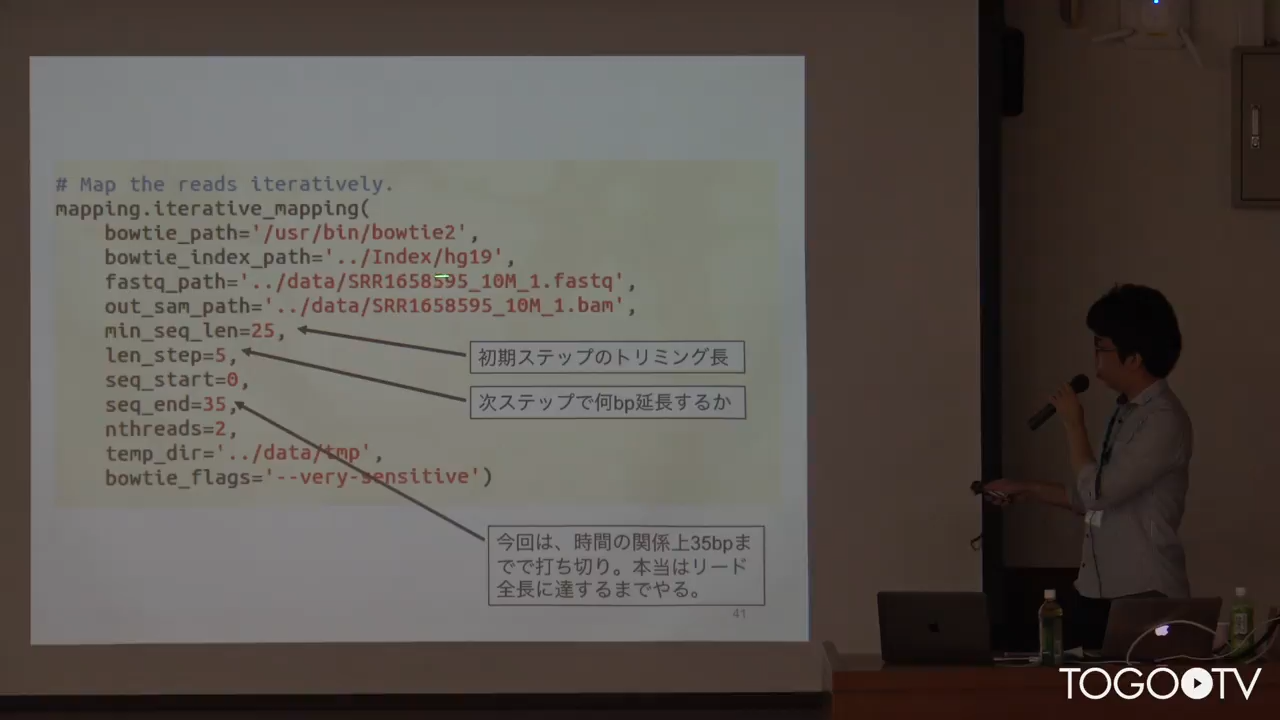 # Map the reads iteratively.
mapping.iterative_mapping(
bowtie_path='/usr/bin/bowtie2',
bowtie_index_path='../Index/hg19',
fastq_path='../data/SRR1658595_10M_1.fastq',
out_sam_path='../data/SRR1658595_10M_1.bam',
min_seq_len=25,
初期ステップのトリミング長
len_step=5,
次ステップで何bp延長するか
seq_start=0,
seq_end=35,
nthreads=2,
temp_dir='../data/tmp',
bowtie_flags='--very-sensitive')
今回は、時間の関係上35bpま
でで打ち切り。本当はリード
全長に達するまでやる。
41
TOGOTV